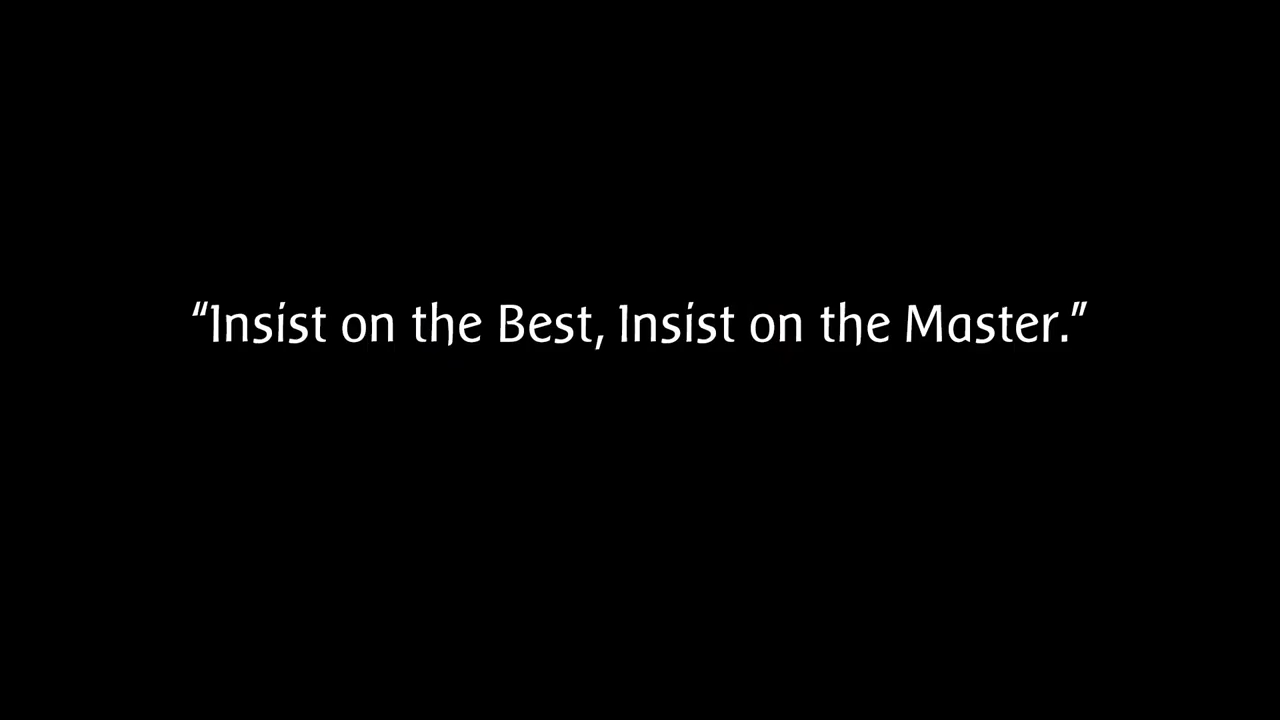 “Insist on the Best, Insist on the Master.”